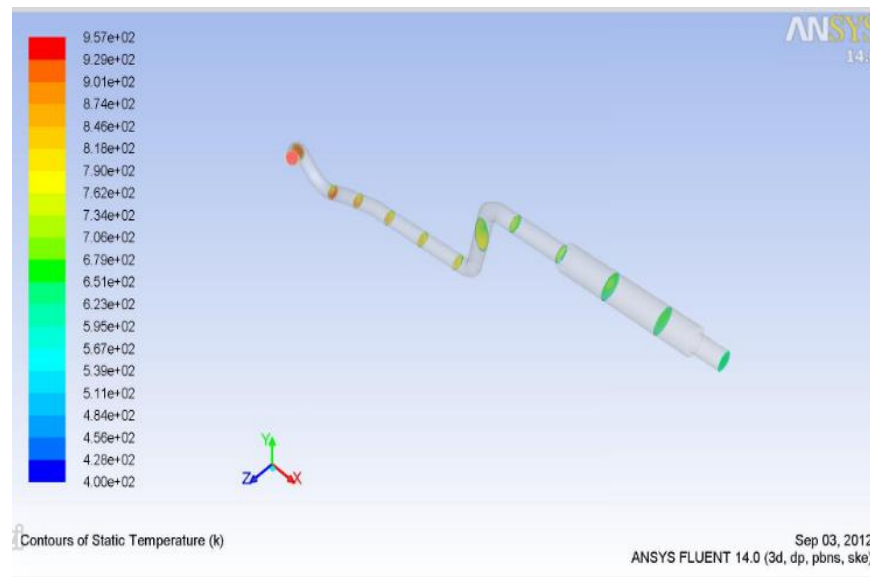 9.57e+02
9.29e+02
9.01e+02
8.74e+02
8.46e+02
8.18e+02
7.90e+02
7.62e+02
7.34e+02
7.06e+02
6.79e+02
6.51e+02
6.23e+02
5.95e+02
5.67e+02
5.39e+02
5.11e+02
4.84e+02
4.56e+02
4.28e+02
4.00e+02
ANSYS
14.
Y
Z
X
Contours of Static Temperature (k)
Sep 03, 2012
ANSYS FLUENT 14.0 (3d, dp, pbns, ske)